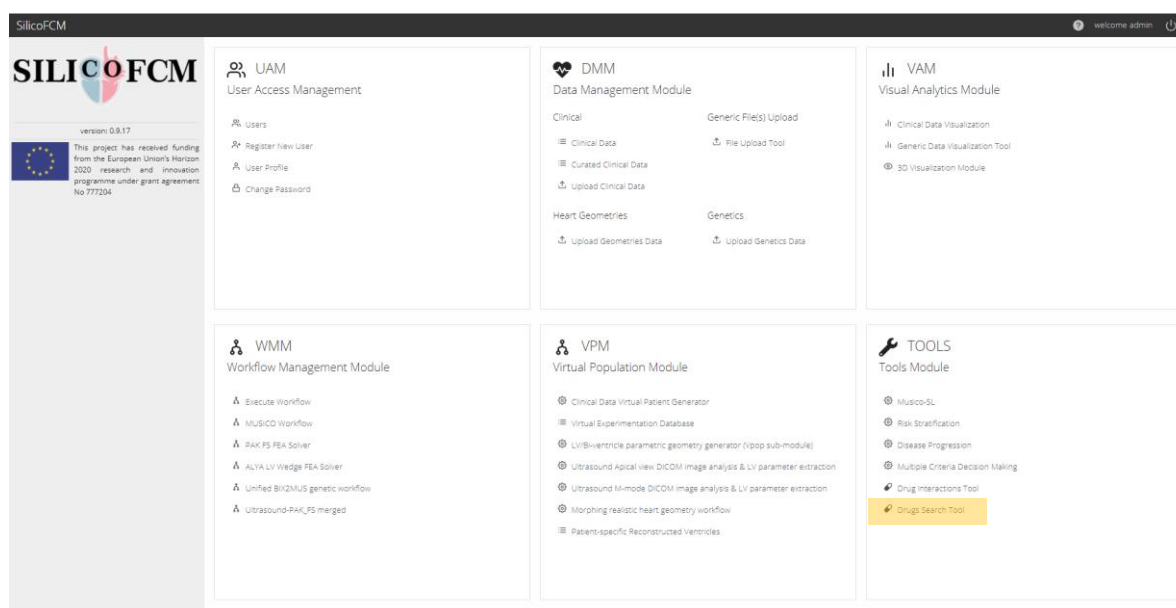 SilicoFCM
welcome admin
SILICOFCM
version: 0.9.17
This project has received funding
from the European Union's Horizon
2020 research and innovation
programme under grant agreement
No 777204
UAM
User Access Management
Users
Register New User
User Profile
Change Password
DMM
Data Management Module
Clinical
Clinical Data
Curated Clinical Data
Upload Clinical Data
Generic File(s) Upload
File Upload Tool
Heart Geometries
Upload Geometries Data
Genetics
Upload Genetics Data
VAM
Visual Analytics Module
Clinical Data Visualization
Generic Data Visualization Tool
3D Visualization Module
WMM
Workflow Management Module
Execute Workflow
MUSICO Workflow
PAK FS FEA Solver
ALYA LV Wedge FEA Solver
Unified BIX2MUS genetic workflow
Ultrasound-PAK_FS merged
VPM
Virtual Population Module
Clinical Data Virtual Patient Generator
Virtual Experimentation Database
LV/Bi-ventricle parametric geometry generator (Vpop sub-module)
Ultrasound Apical view DICOM image analysis & LV parameter extraction
Ultrasound M-mode DICOM image analysis & LV parameter extraction
Morphing realistic heart geometry workflow
Patient-specific Reconstructed Ventricles
TOOLS
Tools Module
Musico-SL
Risk Stratification
Disease Progression
Multiple Criteria Decision Making
Drug Interactions Tool
Drugs Search Tool